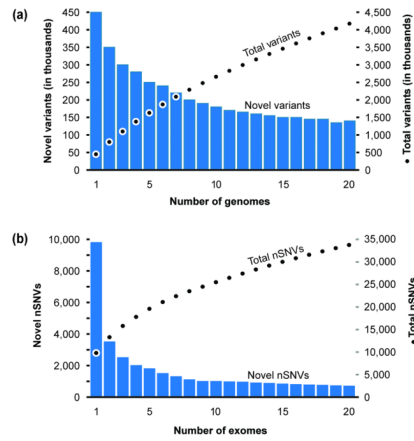 (a)
Novel variants (in thousands)
450
400
350
300
250
200
150
100
50
0
Total variants
Novel variants
4,500
4,000
3,500
3,000
2,500
2,000
1,500
1,000
500
0
• Total variants (in thousands)
1 5 10 15 20
Number of genomes
(b)
Novel nSNVs
10,000
8,000
6,000
4,000
2,000
0
Total nSNVs
Novel nSNVs
35,000
30,000
25,000
20,000
15,000
10,000
5,000
0
•Total nSNVs
1 5 10 15 20
Number of exomes